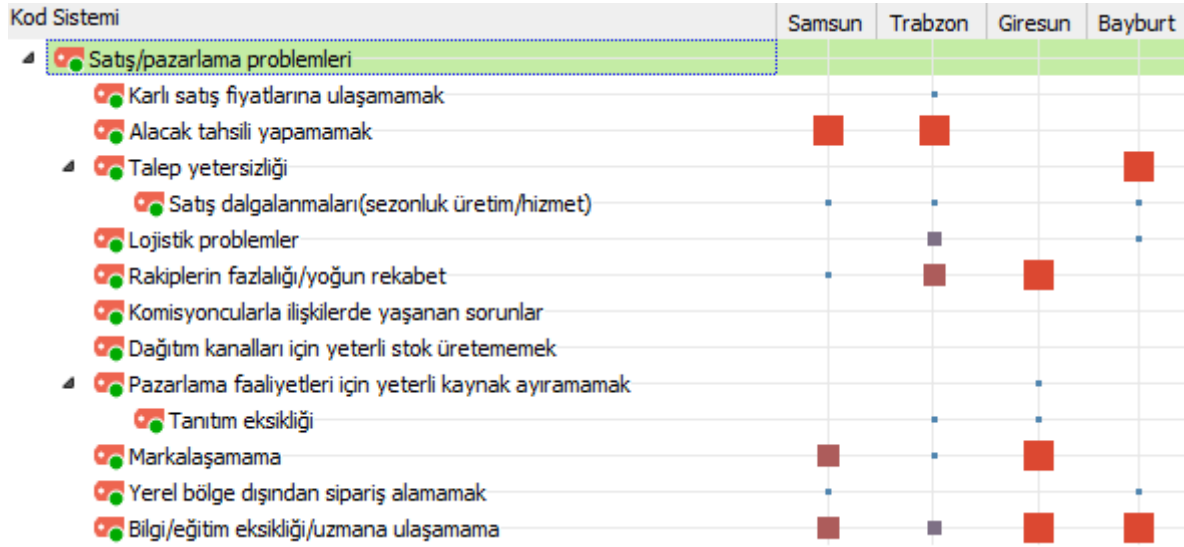 Kod Sistemi Samsun Trabzon Giresun Bayburt
Satış/pazarlama problemleri
Karlı satış fiyatlarına ulaşamamak
Alacak tahsili yapamamak
Talep yetersizliği
Satış dalgalanmaları(sezonluk üretim/hizmet)
Lojistik problemler
Rakiplerin fazlalığı/yoğun rekabet
Komisyoncularla ilişkilerde yaşanan sorunlar
Dağıtım kanalları için yeterli stok üretememek
Pazarlama faaliyetleri için yeterli kaynak ayıramamak
Tanıtım eksikliği
Markalaşamama
Yerel bölge dışından sipariş alamamak
Bilgi/eğitim eksikliği/uzmana ulaşamama